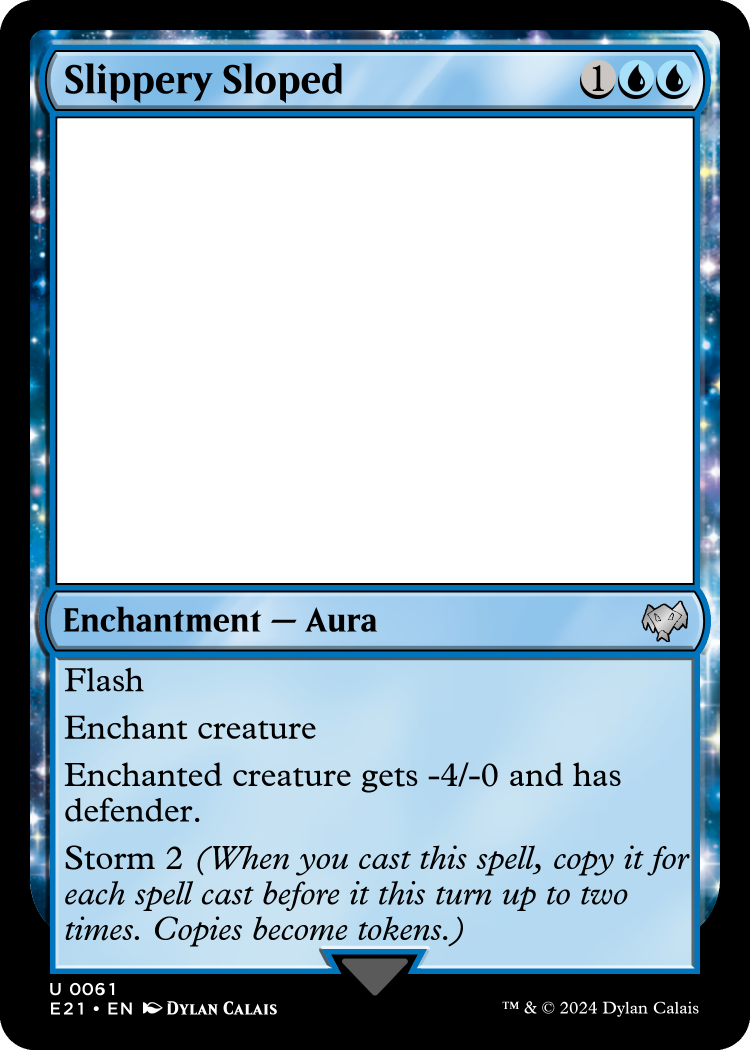 Slippery Sloped 1
Enchantment — Aura
Flash
Enchant creature
Enchanted creature gets -4/-0 and has
defender.
Storm 2 (When you cast this spell, copy it for
each spell cast before it this turn up to two
times. Copies become tokens.)
U 0061
E21 • EN Dylan Calais
™ & © 2024 Dylan Calais